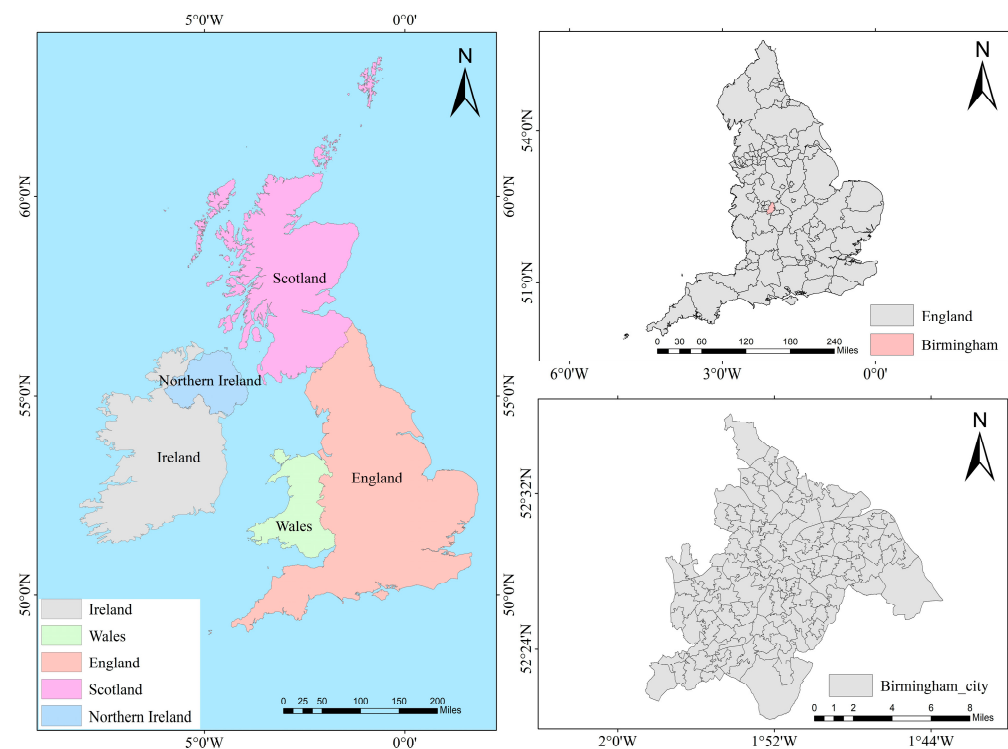 5°0'W
0°0'
N
60°0'N
60°0'N
Scotland
Northern Ireland
55°0'N
55°0'N
Ireland
England
Wales
50°0'N
50°0'N
Ireland
Wales
England
Scotland
Northern Ireland
0 25 50 100 150 200
Miles
5°0'W
0°0'
N
54°0'N
51°0'N
England
Birmingham
0 30 60 120 180 240
Miles
6°0'W
3°0'W
0°0'
N
52°32'N
52°24'N
Birmingham_city
0 1 2 4 6 8
Miles
2°0'W
1°52'W
1°44'W